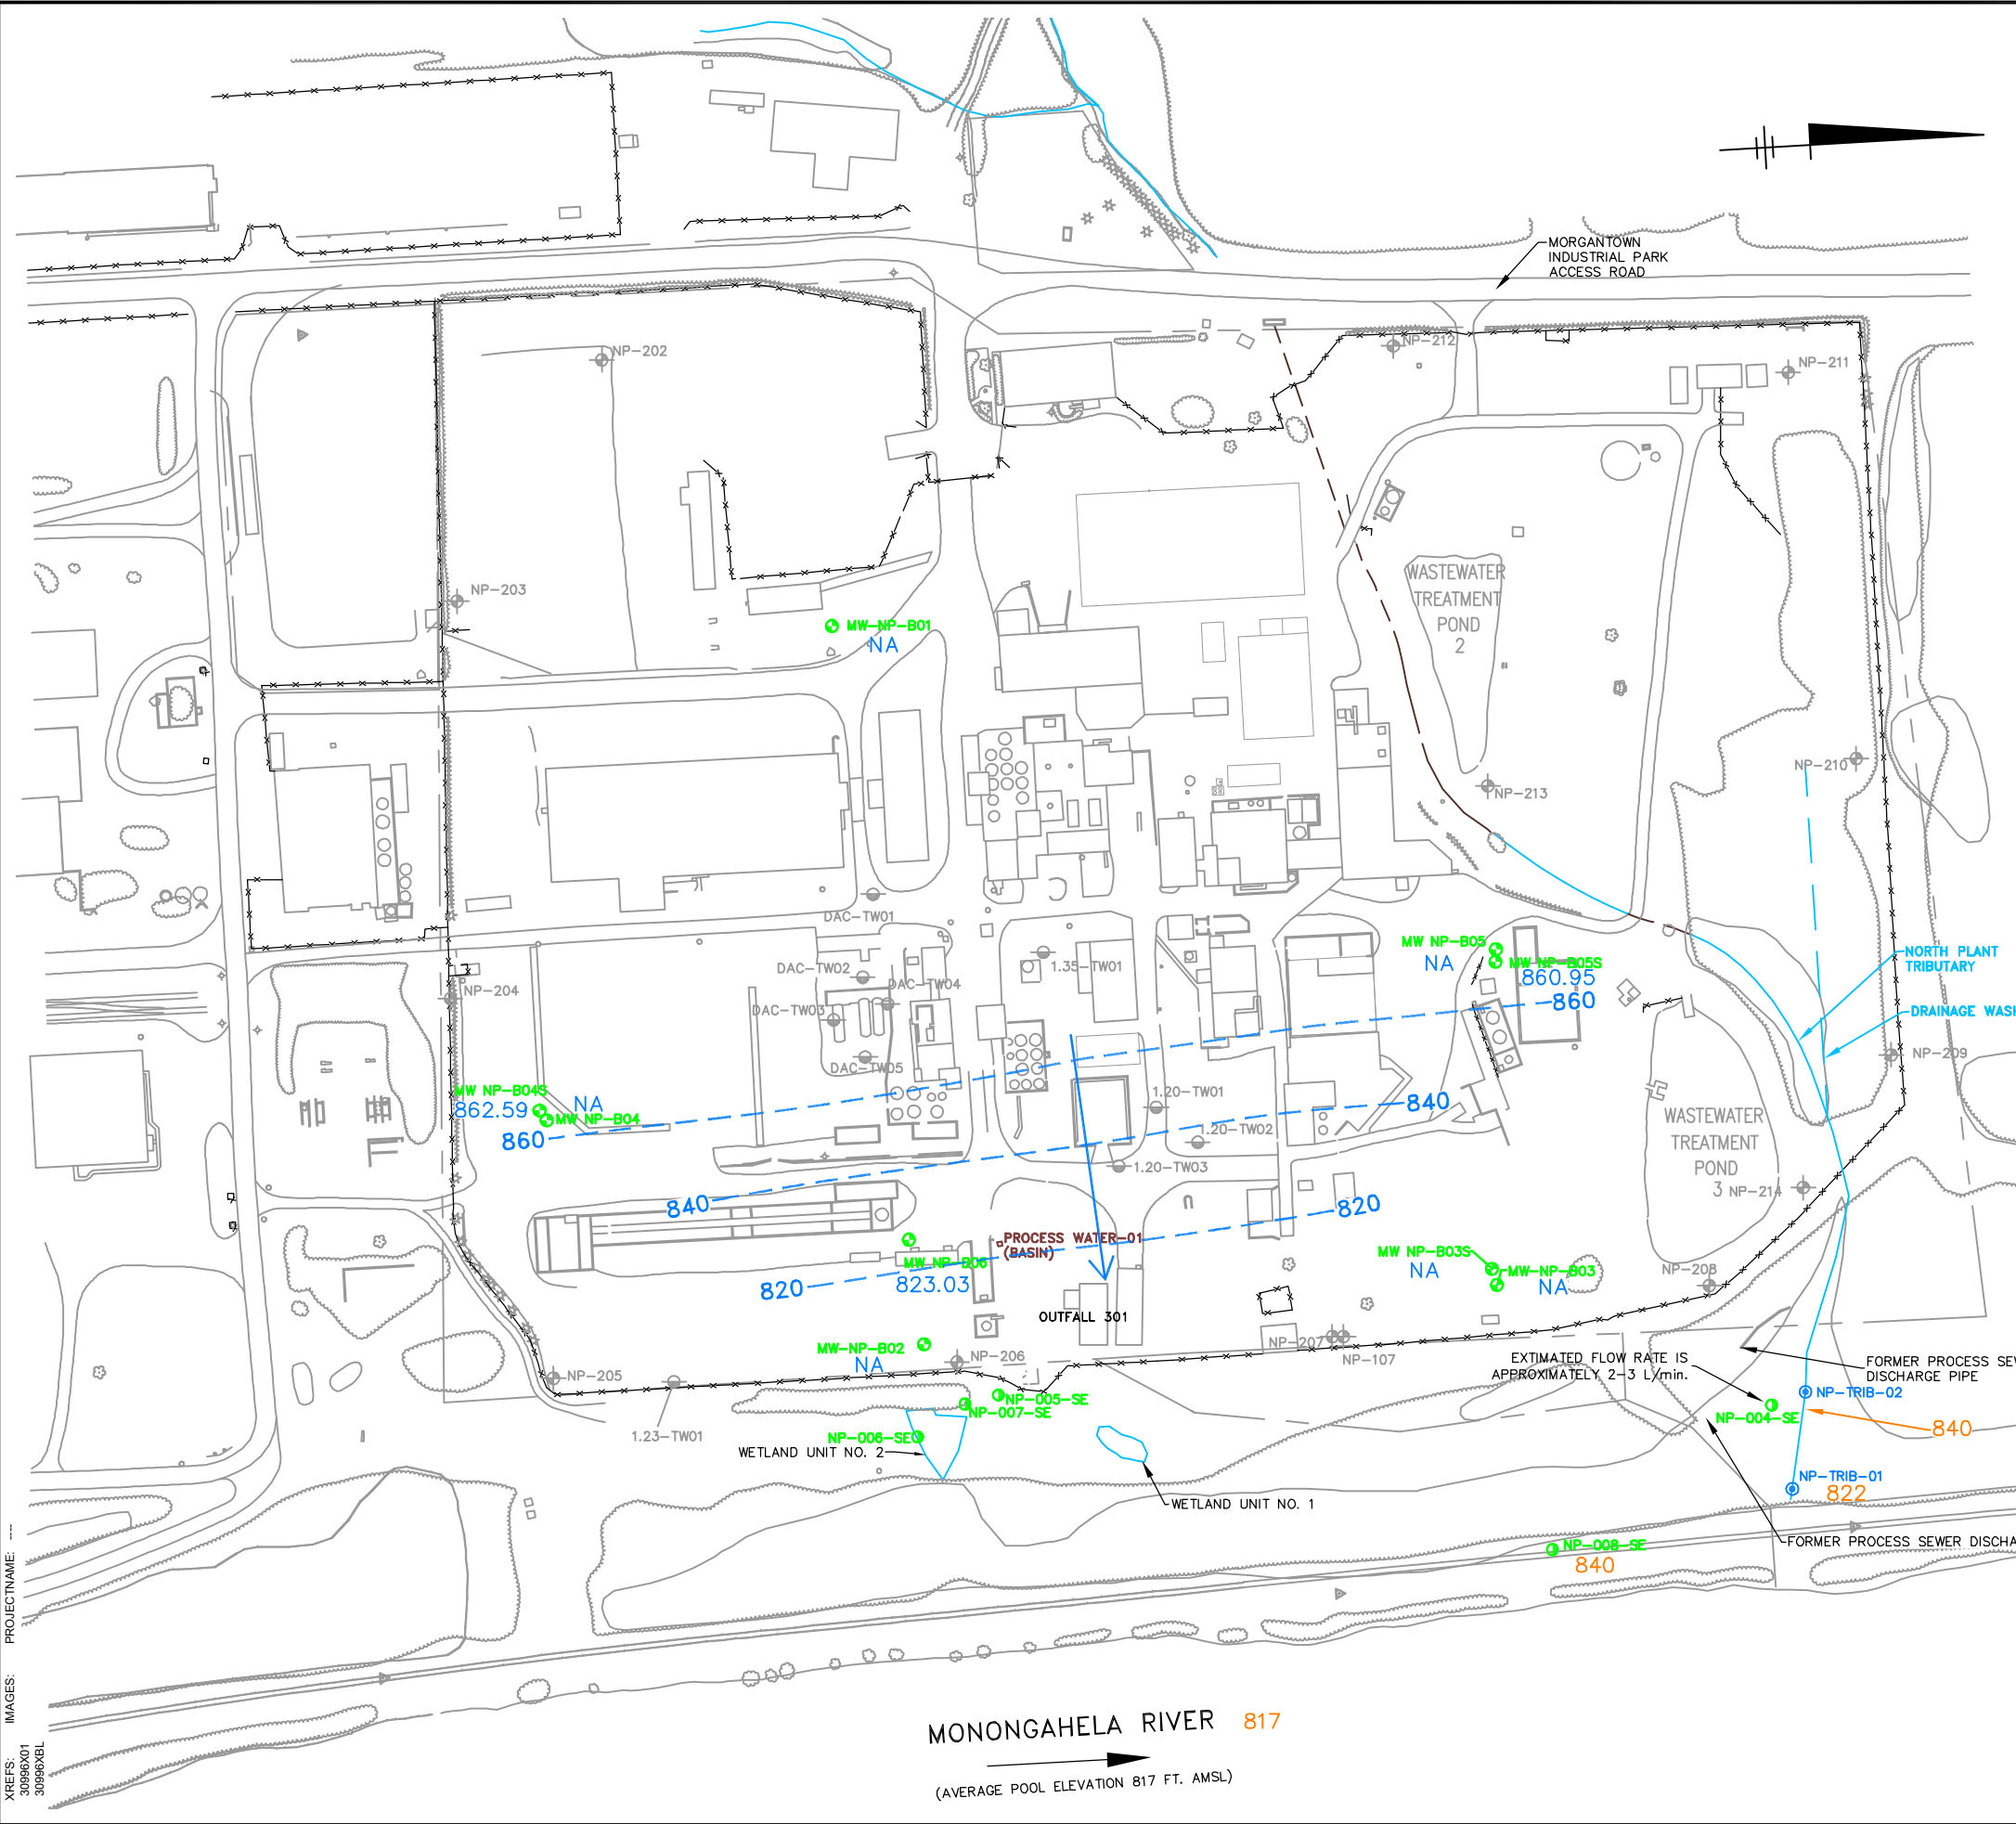 MORGANTOWN
INDUSTRIAL PARK
ACCESS ROAD
NP-202
NP-212
NP-211
WASTEWATER
TREATMENT
POND
2
NP-203
MW-NP-B01
NA
NP-210
NP-213
DAC-TW01
MW NP-B05
NA
MW-NP-B05S
860.95
860
NORTH PLANT
TRIBUTARY
DAC-TW02
1.35-TW01
DAC-TW04
NP-204
DAC-TW03
DRAINAGE WASH
NP-209
DAC-TW05
MW NP-B04S
862.59
NA
MW NP-B04
860
1.20-TW01
840
1.20-TW02
1.20-TW03
WASTEWATER
TREATMENT
POND
3
NP-214
840
820
PROCESS WATER-01
(BASIN)
MW NP-B06
823.03
820
MW NP-B03S
NA
MW-NP-B03
NA
NP-208
OUTFALL 301
MW-NP-B02
NA
NP-206
NP-207
NP-107
NP-205
EXTIMATED FLOW RATE IS
APPROXIMATELY 2-3 L/min.
FORMER PROCESS SEW
DISCHARGE PIPE
NP-005-SE
NP-007-SE
NP-TRIB-02
NP-004-SE
840
1.23-TW01
NP-006-SE
WETLAND UNIT NO. 2
NP-TRIB-01
822
WETLAND UNIT NO. 1
FORMER PROCESS SEWER DISCHA
NP-008-SE
840
MONONGAHELA RIVER 817
(AVERAGE POOL ELEVATION 817 FT. AMSL)
XREFS: IMAGES: PROJECTNAME: ----
30996X01
30996XBL